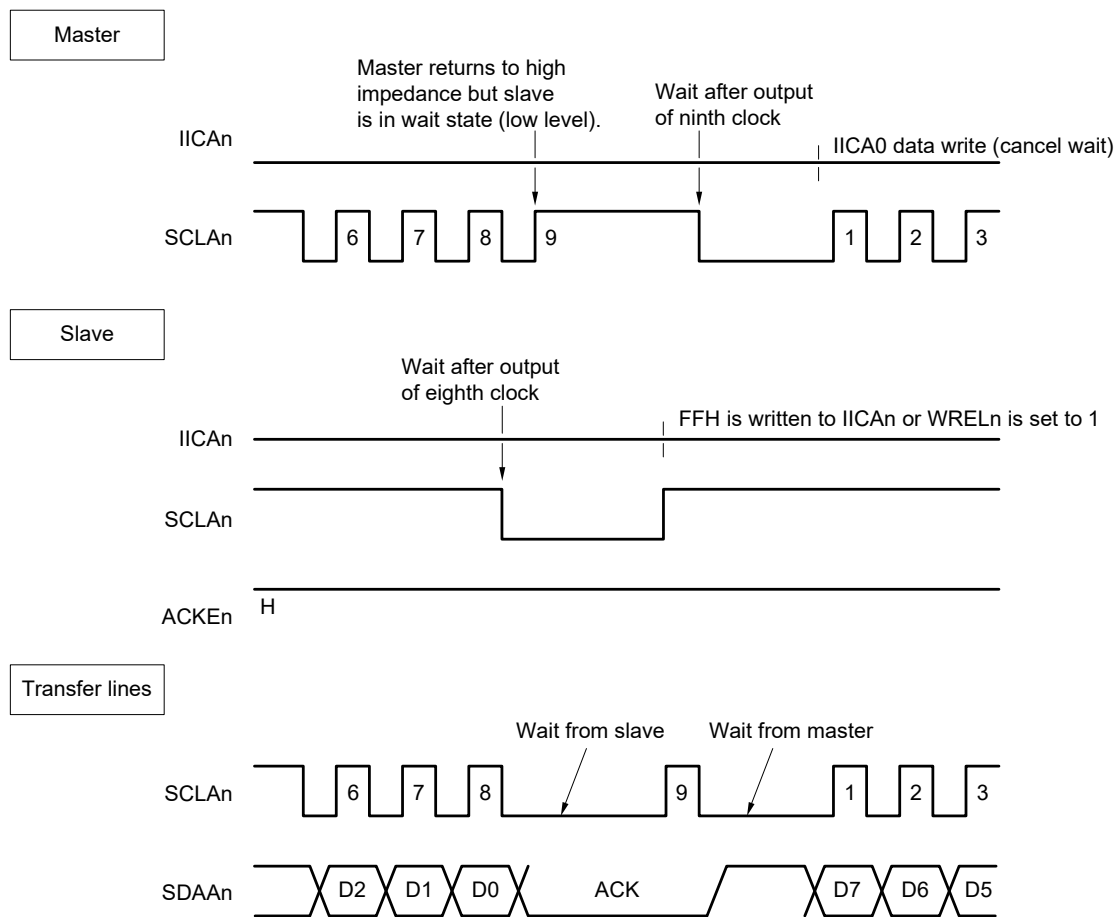 Master
Master returns to high
impedance but slave
is in wait state (low level).
Wait after output
of ninth clock
IICAn
IICA0 data write (cancel wait)
SCLAn
6 7 8 9 1 2 3
Slave
Wait after output
of eighth clock
IICAn
FFH is written to IICAn or WRELn is set to 1
SCLAn
ACKEn
H
Transfer lines
Wait from slave
Wait from master
SCLAn
6 7 8 9 1 2 3
SDAAn
D2 D1 D0 ACK D7 D6 D5